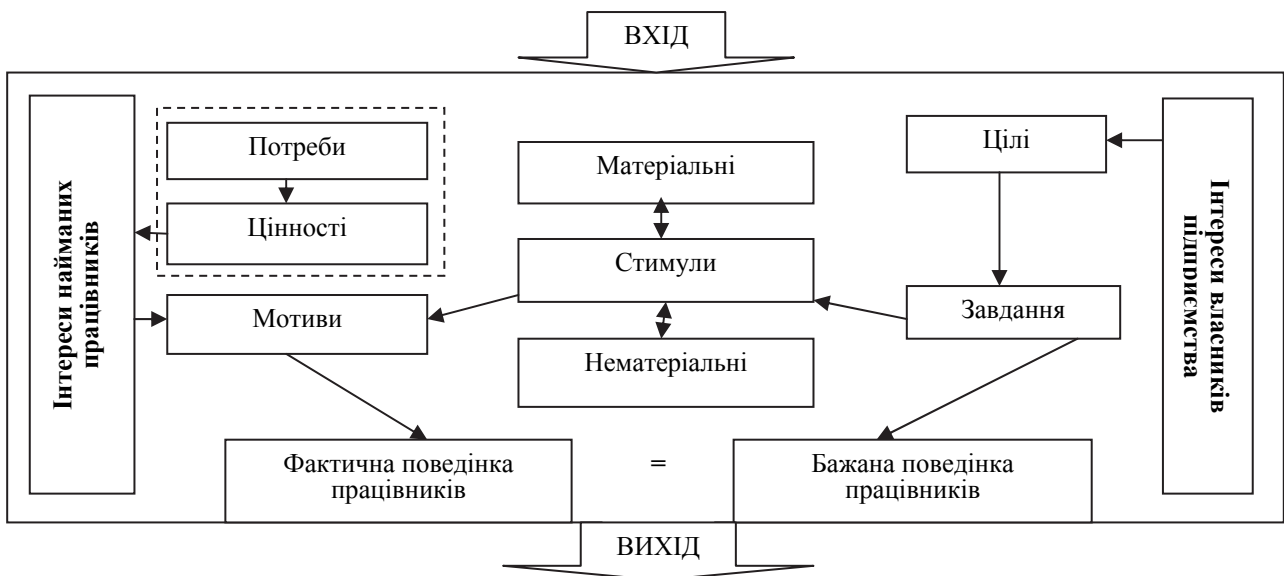 ВХІД
Інтереси найманих
працівників
Потреби
Цінності
Мотиви
Матеріальні
Стимули
Нематеріальні
Цілі
Завдання
Інтереси власників
підприємства
Фактична поведінка
працівників
=
Бажана поведінка
працівників
ВИХІД